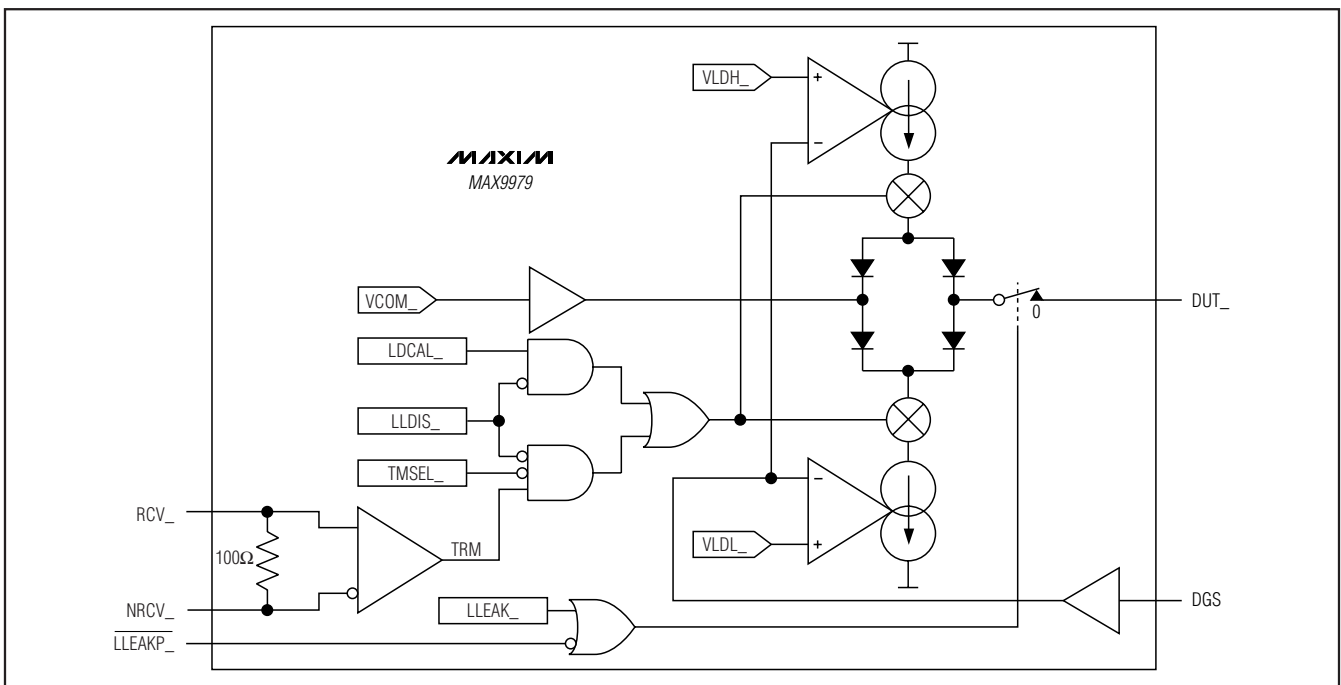 VLDH_
+
−
MAXIM
MAX9979
VCOM_
DUT_
0
LDCAL_
LLDIS_
TMSEL_
−
RCV_
100Ω
TRM
VLDL_
+
NRCV_
LLEAK_
DGS
LLEAKP_